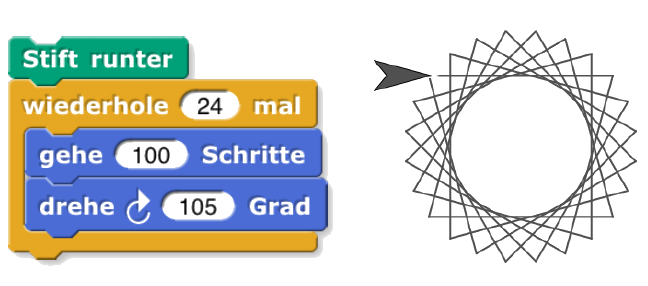 Stift runter
wiederhole 24 mal
gehe 100 Schritte
drehe 105 Grad